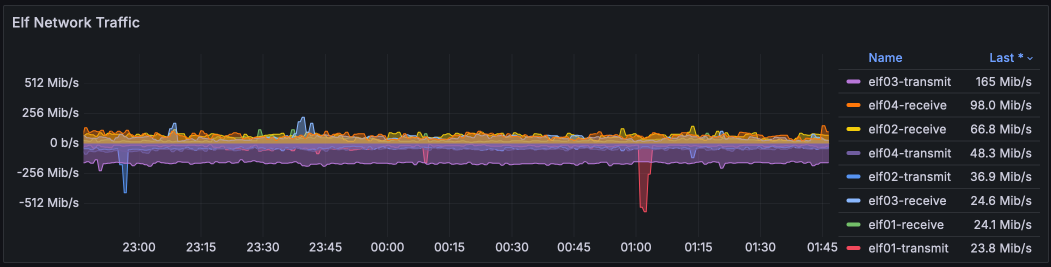 Elf Network Traffic
Name Last *
512 Mib/s
256 Mib/s
0 b/s
-256 Mib/s
-512 Mib/s
23:00 23:15 23:30 23:45 00:00 00:15 00:30 00:45 01:00 01:15 01:30 01:45
elf03-transmit 165 Mib/s
elf04-receive 98.0 Mib/s
elf02-receive 66.8 Mib/s
elf04-transmit 48.3 Mib/s
elf02-transmit 36.9 Mib/s
elf03-receive 24.6 Mib/s
elf01-receive 24.1 Mib/s
elf01-transmit 23.8 Mib/s